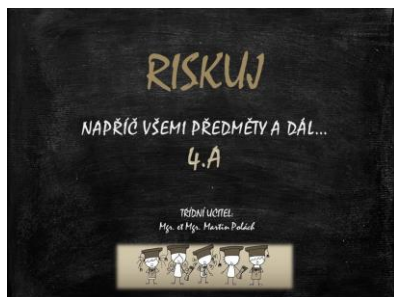 RISKUJ
NAPŘÍČ VŠEMI PŘEDMĚTY A DÁL...
4.A
TŘÍDNÍ UČITEL:
Mgr. et Mgr. Martin Polách